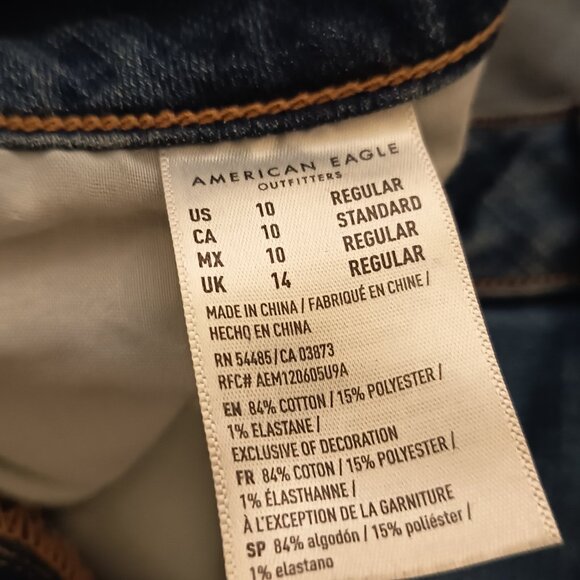 AMERICAN EAGLE
OUTFITTERS
US 10 REGULAR
CA 10 STANDARD
MX 10 REGULAR
UK 14 REGULAR
MADE IN CHINA / FABRIQUÉ EN CHINE /
HECHO EN CHINA
RN 54485 / CA 03873
RFC# AEM120605U9A
EN 84% COTTON / 15% POLYESTER /
1% ELASTANE /
EXCLUSIVE OF DECORATION
FR 84% COTON / 15% POLYESTER /
1% ÉLASTHANNE /
À L'EXCEPTION DE LA GARNITURE
SP 84% algodón / 15% poliéster /
1% elastano